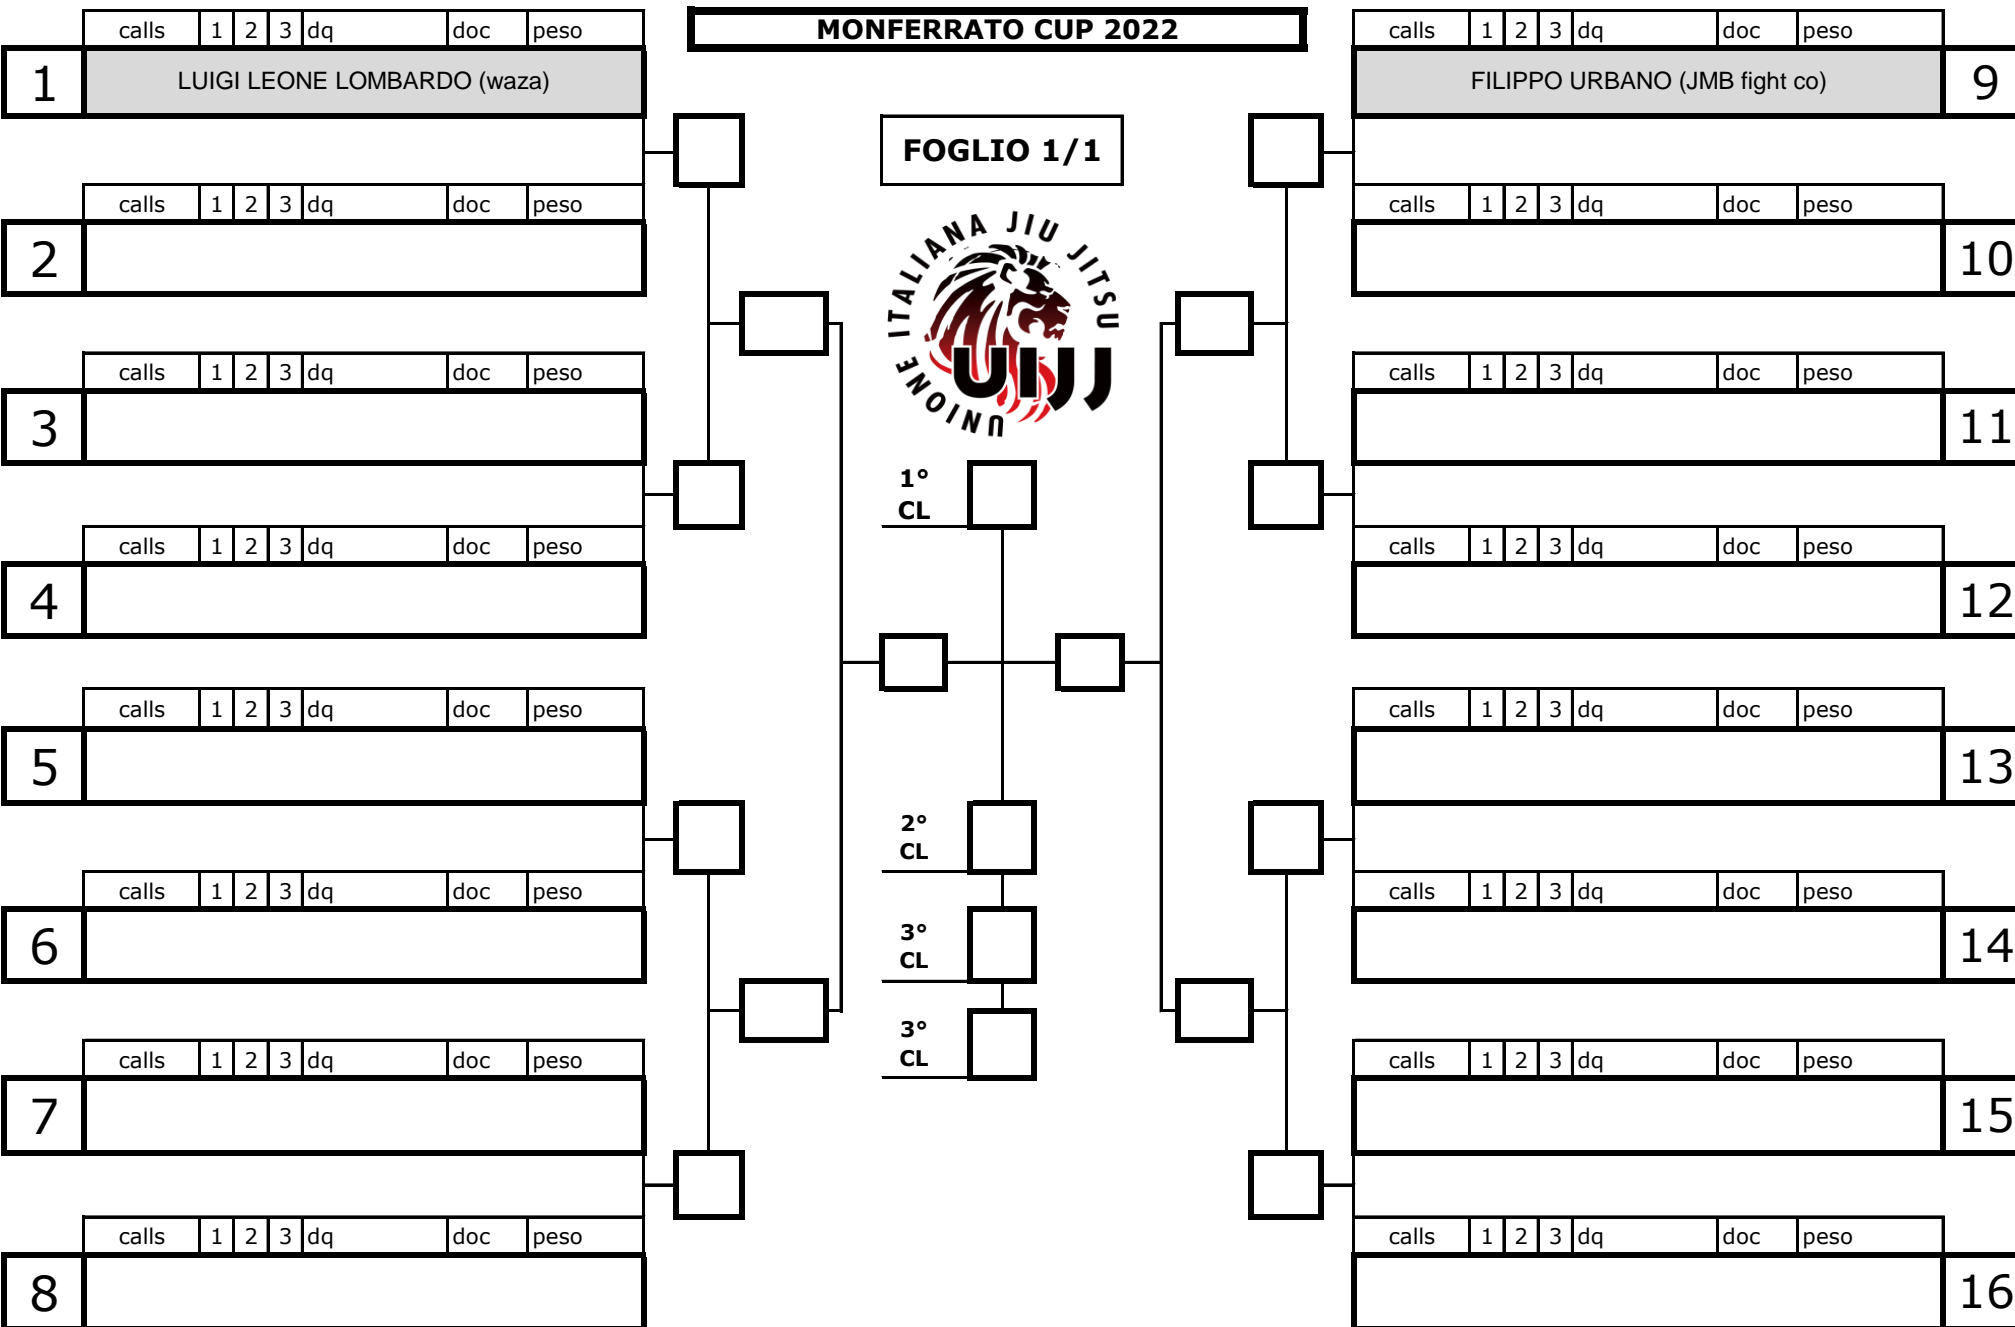 MONFERRATO CUP 2022
FOGLIO 1/1
UNIONE ITALIANA JIU JITSU
UIJJ
calls 1 2 3 dq doc peso
1 LUIGI LEONE LOMBARDO (waza)
calls 1 2 3 dq doc peso
2
calls 1 2 3 dq doc peso
3
calls 1 2 3 dq doc peso
4
calls 1 2 3 dq doc peso
5
calls 1 2 3 dq doc peso
6
calls 1 2 3 dq doc peso
7
calls 1 2 3 dq doc peso
8
1°
CL
2°
CL
3°
CL
3°
CL
calls 1 2 3 dq doc peso
FILIPPO URBANO (JMB fight co) 9
calls 1 2 3 dq doc peso
10
calls 1 2 3 dq doc peso
11
calls 1 2 3 dq doc peso
12
calls 1 2 3 dq doc peso
13
calls 1 2 3 dq doc peso
14
calls 1 2 3 dq doc peso
15
calls 1 2 3 dq doc peso
16